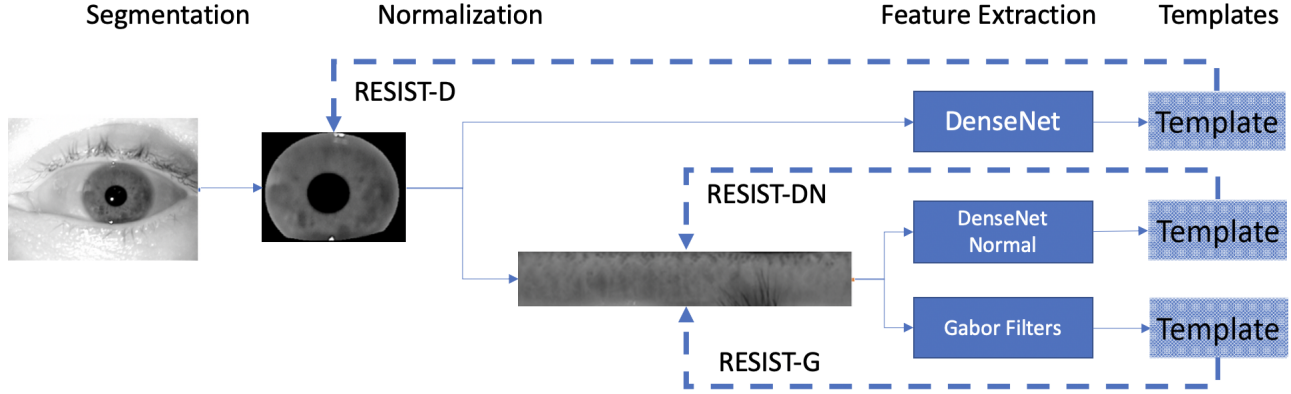 Segmentation
Normalization
Feature Extraction
Templates
RESIST-D
DenseNet
Template
RESIST-DN
DenseNet
Normal
Template
Gabor Filters
Template
RESIST-G